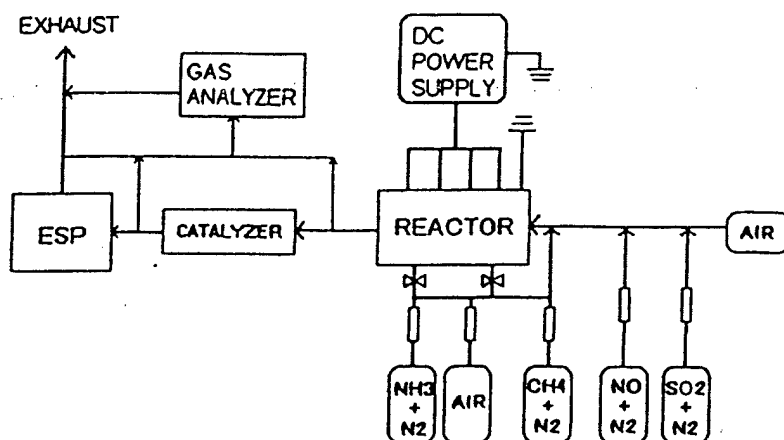 EXHAUST
GAS
ANALYZER
DC
POWER
SUPPLY
ESP
CATALYZER
REACTOR
AIR
NH3
+
N2
AIR
CH4
+
N2
NO
+
N2
SO2
+
N2